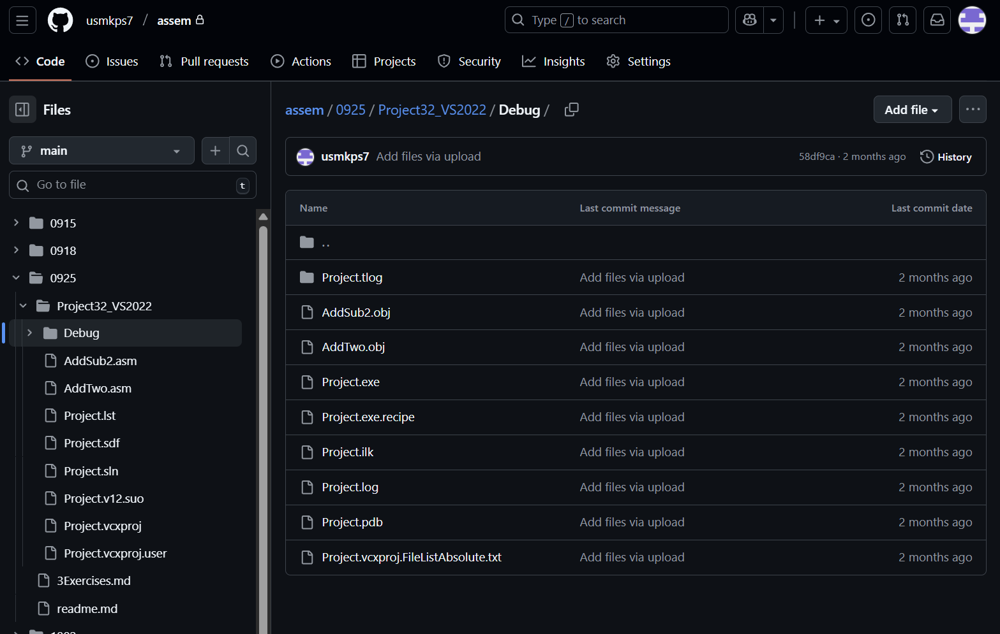 usmkps7 / assem
Type / to search
Code
Issues
Pull requests
Actions
Projects
Security
Insights
Settings
Files
main
Go to file
t
0915
0918
0925
Project32_VS2022
Debug
AddSub2.asm
AddTwo.asm
Project.lst
Project.sdf
Project.sln
Project.v12.suo
Project.vcxproj
Project.vcxproj.user
3Exercises.md
readme.md
assem / 0925 / Project32_VS2022 / Debug /
Add file
usmkps7 Add files via upload
58df9ca · 2 months ago
History
Name Last commit message Last commit date
..
Project.tlog Add files via upload 2 months ago
AddSub2.obj Add files via upload 2 months ago
AddTwo.obj Add files via upload 2 months ago
Project.exe Add files via upload 2 months ago
Project.exe.recipe Add files via upload 2 months ago
Project.ilk Add files via upload 2 months ago
Project.log Add files via upload 2 months ago
Project.pdb Add files via upload 2 months ago
Project.vcxproj.FileListAbsolute.txt Add files via upload 2 months ago